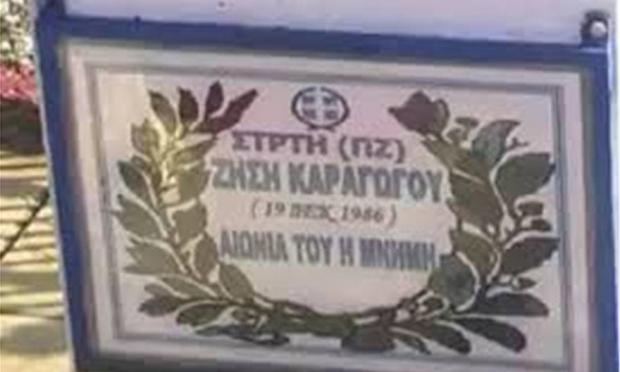 ΣΤΡΤΗ (ΠΖ)
ΖΗΣΗ ΚΑΡΑΓΩΓΟΥ
(19 ΔΕΚ 1986)
ΑΙΩΝΙΑ ΤΟΥ Η ΜΝΗΜΗ